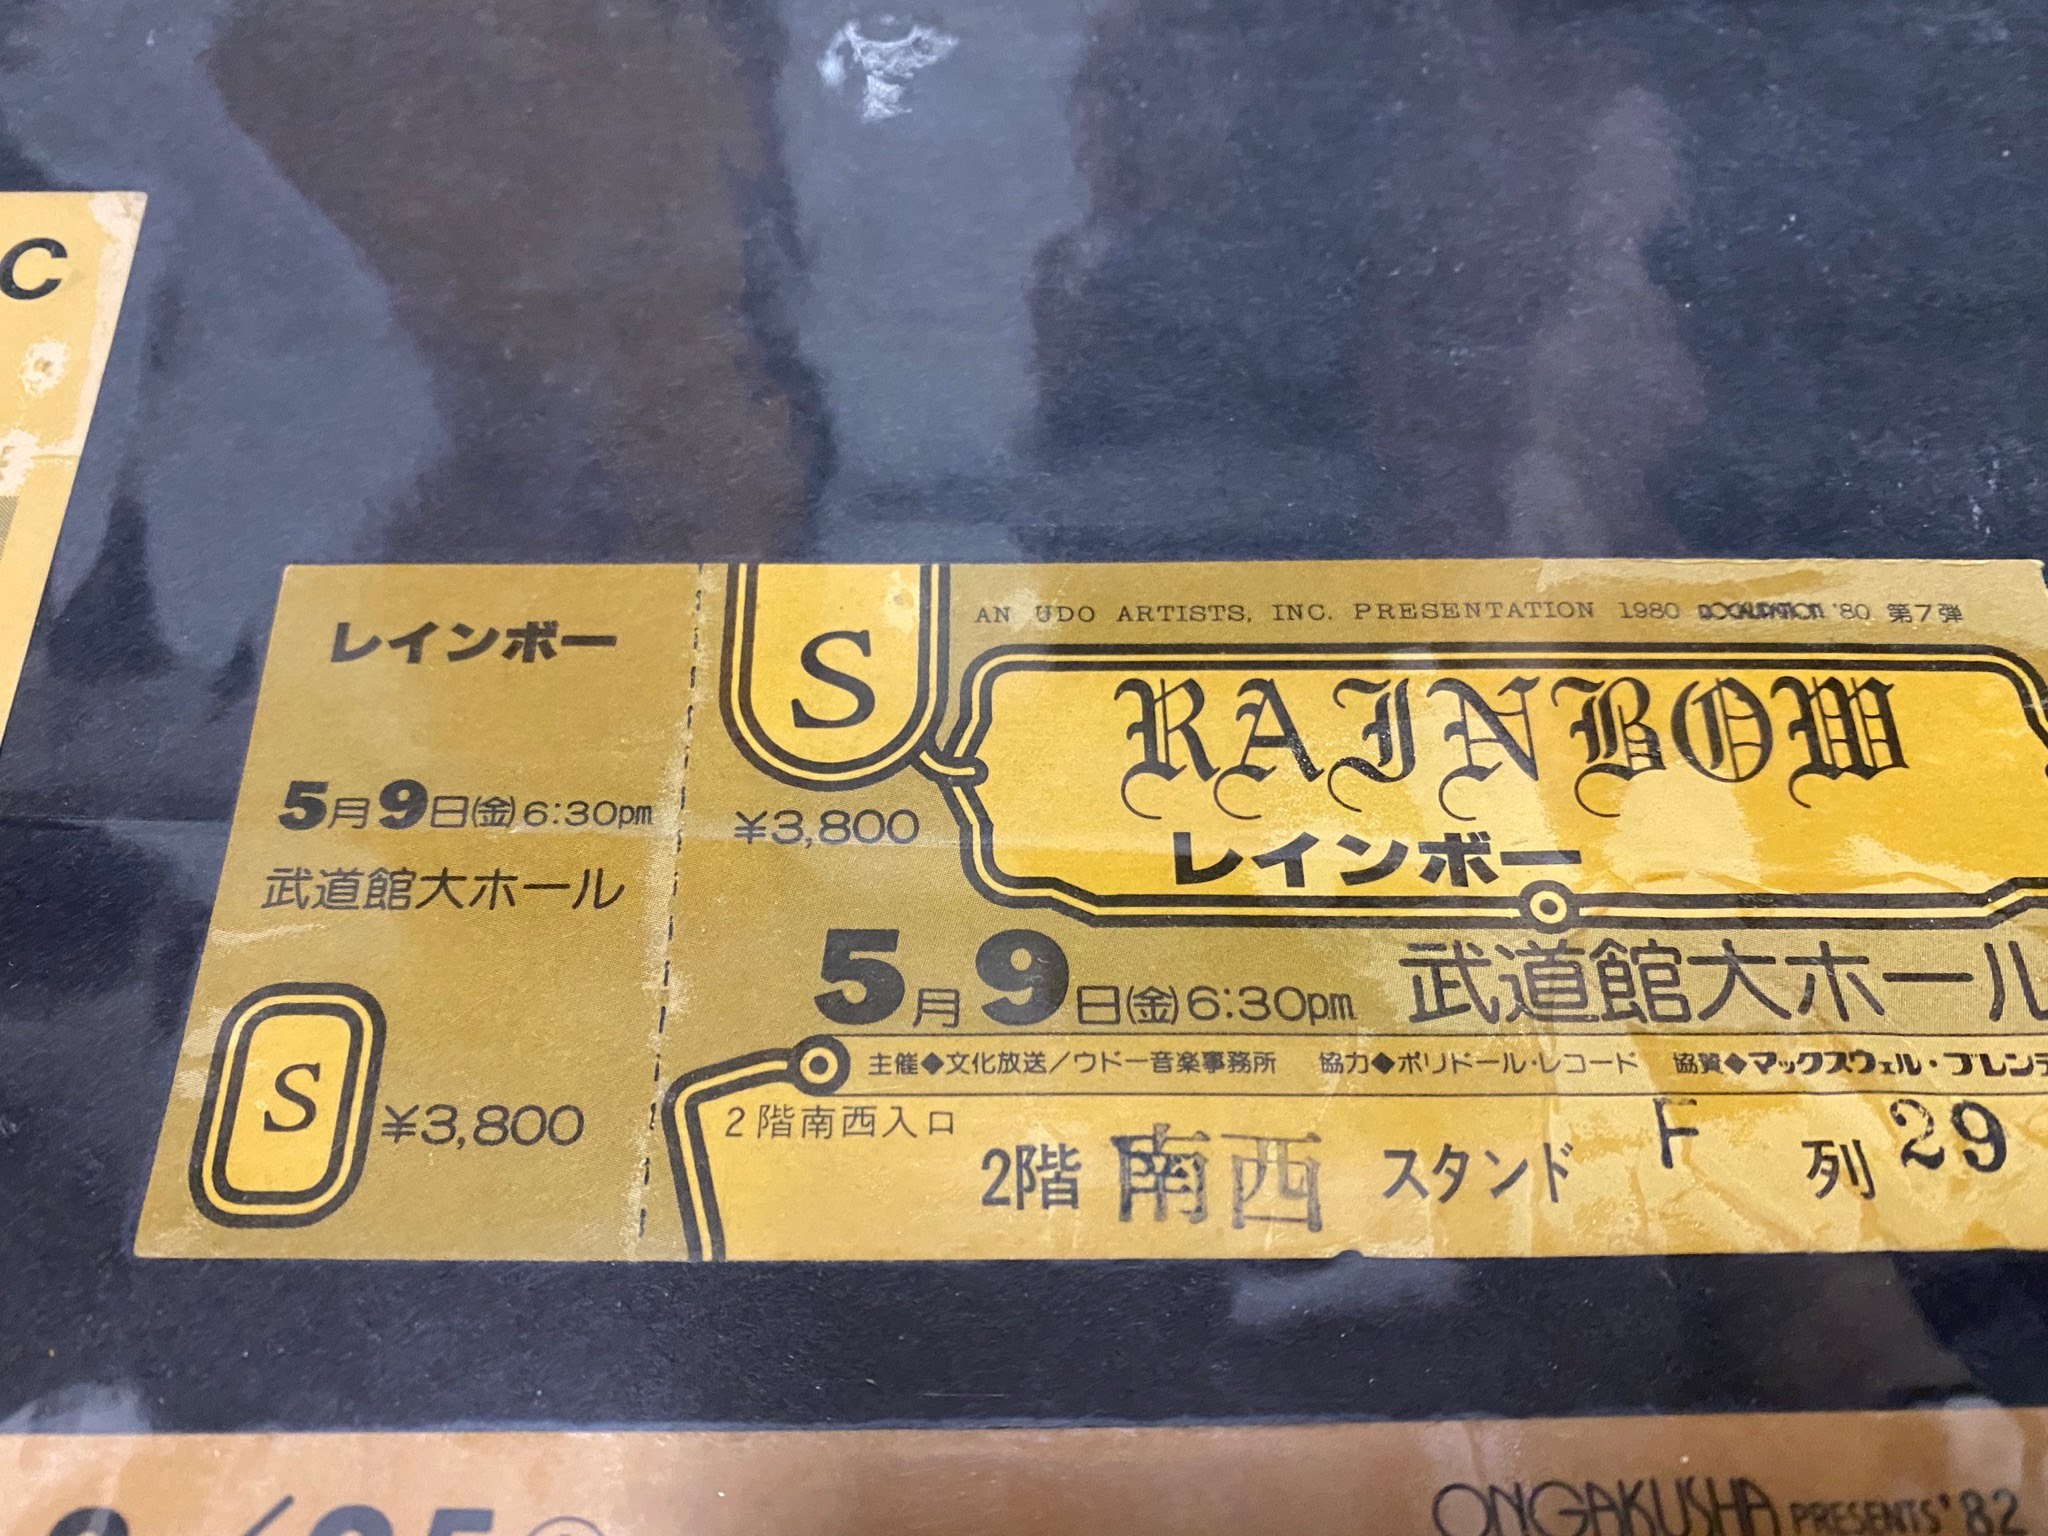 C
レインボー
5月9日(金)6:30pm
武道館大ホール
S
¥3,800
S
¥3,800
AN UDO ARTISTS, INC. PRESENTATION 1980 ROCKUPATION '80 第7弾
RAINBOW
レインボー
5月9日(金)6:30pm 武道館大ホール
主催◆文化放送/ウドー音楽事務所 協力◆ポリドール・レコード 協賛◆マックスウェル・ブレンディ
2階南西入口
2階 南西 スタンド F 列 29
ONGAKUSHA PRESENTS '82